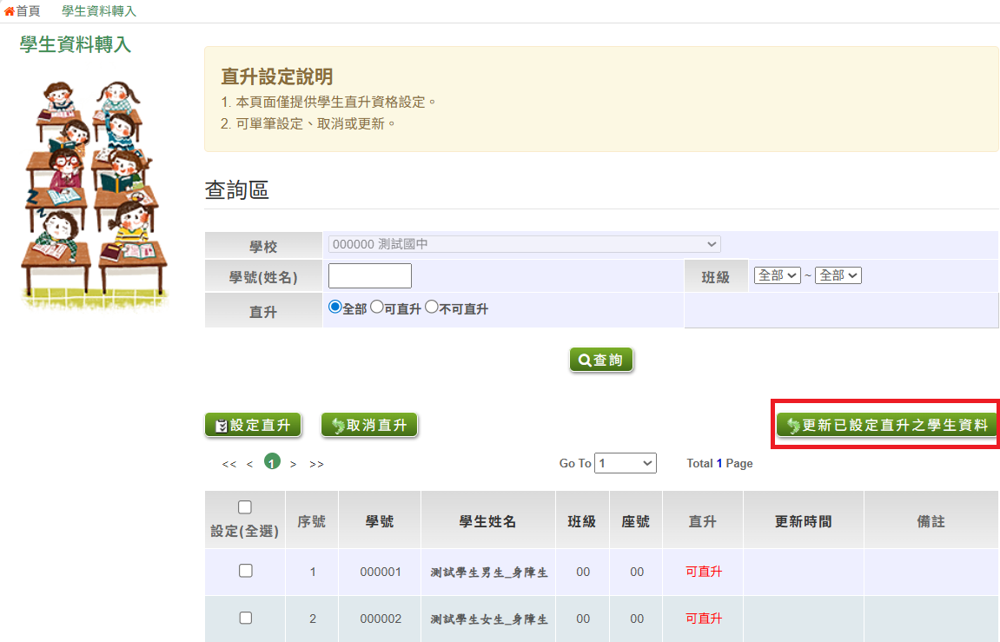 首頁 學生資料轉入
學生資料轉入
直升設定說明
1. 本頁面僅提供學生直升資格設定。
2. 可單筆設定、取消或更新。
查詢區
學校 000000 測試國中
學號(姓名) 班級 全部 ~ 全部
直升 全部 可直升 不可直升
查詢
設定直升 取消直升 更新已設定直升之學生資料
<< < 1 > >> Go To 1 Total 1 Page
設定(全選) 序號 學號 學生姓名 班級 座號 直升 更新時間 備註
1 000001 測試學生男生_身障生 00 00 可直升
2 000002 測試學生女生_身障生 00 00 可直升